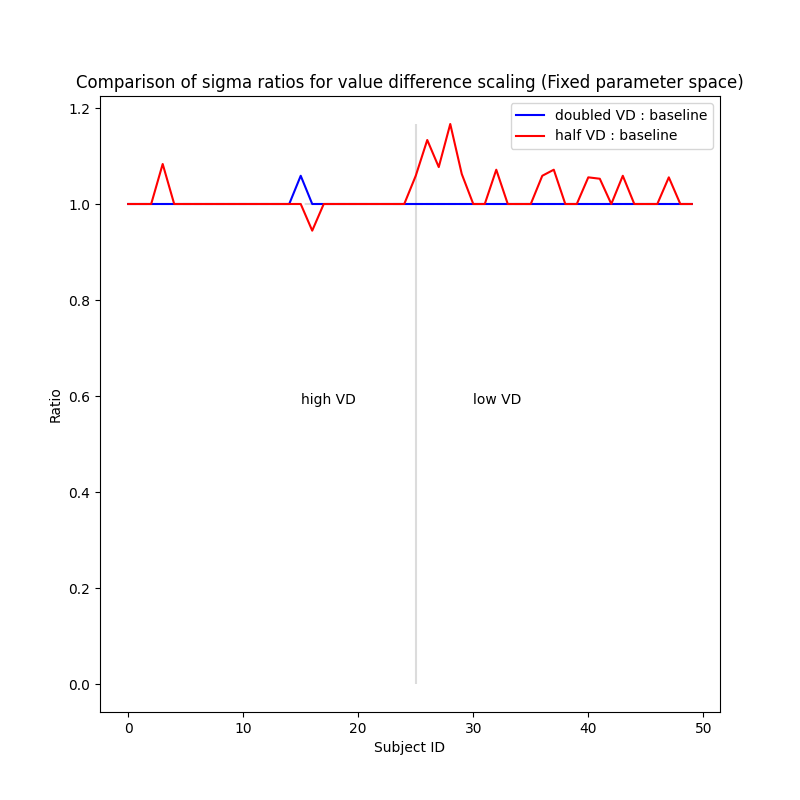 Comparison of sigma ratios for value difference scaling (Fixed parameter space)
doubled VD : baseline
half VD : baseline
1.2
1.0
0.8
0.6
0.4
0.2
0.0
Ratio
high VD
low VD
0
10
20
30
40
50
Subject ID